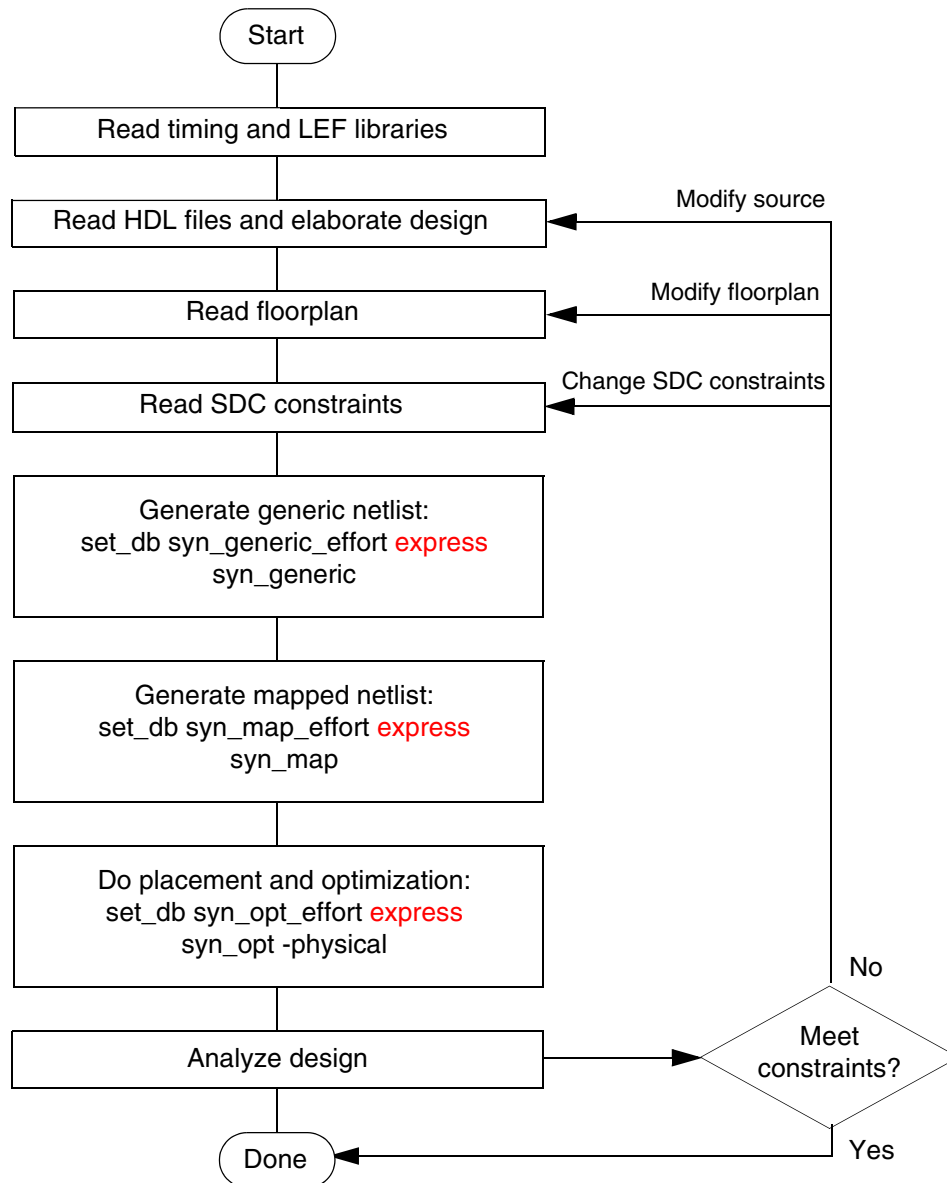 Start
Read timing and LEF libraries
Modify source
Read HDL files and elaborate design
Modify floorplan
Read floorplan
Change SDC constraints
Read SDC constraints
Generate generic netlist:
set_db syn_generic_effort express
syn_generic
Generate mapped netlist:
set_db syn_map_effort express
syn_map
Do placement and optimization:
set_db syn_opt_effort express
syn_opt -physical
No
Analyze design
Meet
constraints?
Yes
Done